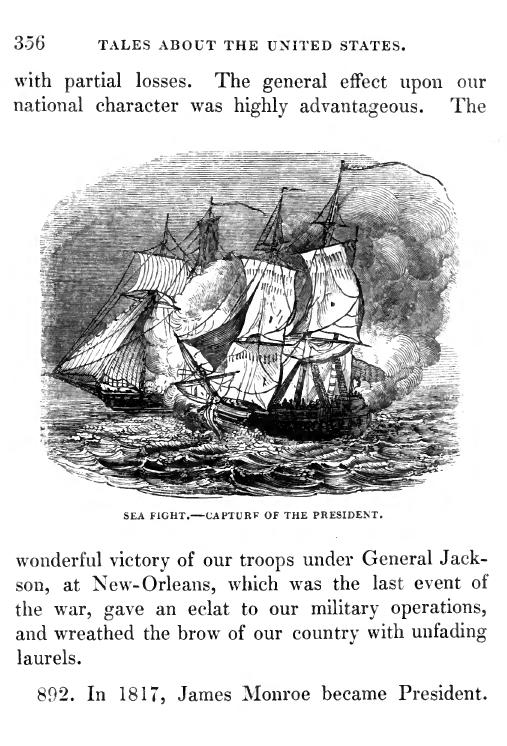 356 TALES ABOUT THE UNITED STATES.
with partial losses. The general effect upon our
national character was highly advantageous. The
SEA FIGHT.—CAPTURE OF THE PRESIDENT.
wonderful victory of our troops under General Jack-
son, at New-Orleans, which was the last event of
the war, gave an eclat to our military operations,
and wreathed the brow of our country with unfading
laurels.
892. In 1817, James Monroe became President.